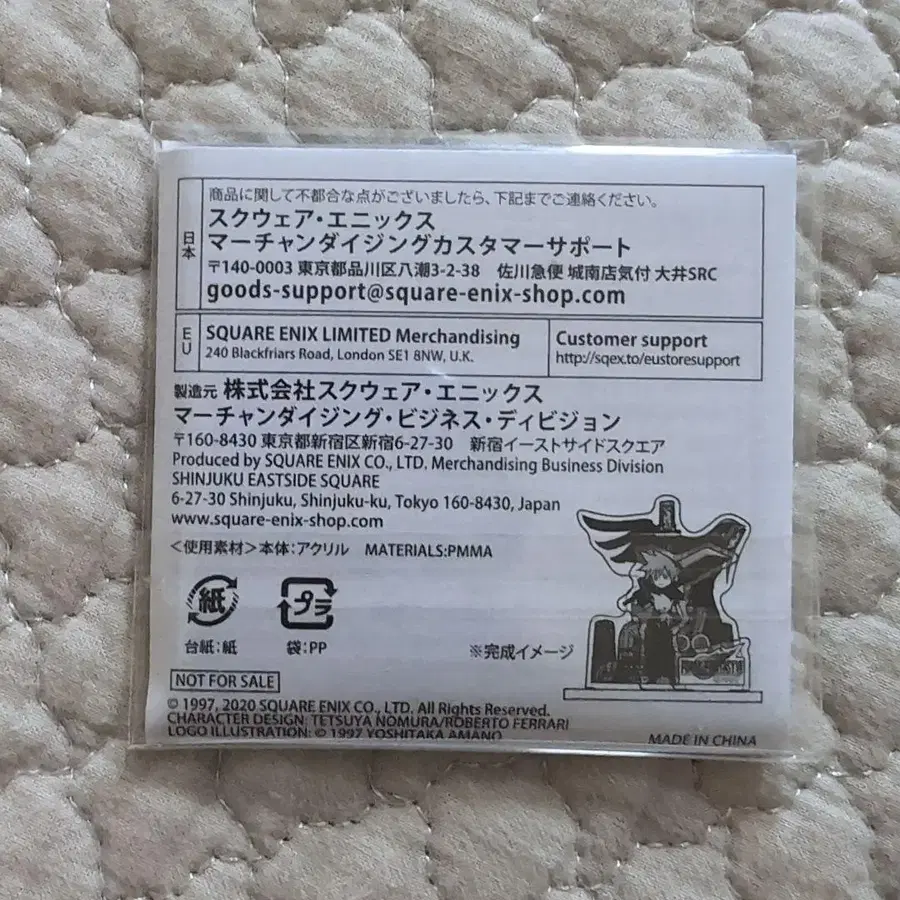 商品に関して不都合な点がございましたら、下記までご連絡ください。
日本
スクウェア・エニックス
マーチャンダイジングカスタマーサポート
〒140-0003 東京都品川区八潮3-2-38　佐川急便 城南店気付 大井SRC
goods-support@square-enix-shop.com
EU
SQUARE ENIX LIMITED Merchandising
240 Blackfriars Road, London SE1 8NW, U.K.
Customer support
http://sqex.to/eustoresupport
製造元 株式会社スクウェア・エニックス
マーチャンダイジング・ビジネス・ディビジョン
〒160-8430 東京都新宿区新宿6-27-30　新宿イーストサイドスクエア
Produced by SQUARE ENIX CO., LTD. Merchandising Business Division
SHINJUKU EASTSIDE SQUARE
6-27-30 Shinjuku, Shinjuku-ku, Tokyo 160-8430, Japan
www.square-enix-shop.com
＜使用素材＞本体：アクリル　MATERIALS:PMMA
紙
プラ
台紙：紙
袋：PP
※完成イメージ
NOT FOR SALE
© 1997, 2020 SQUARE ENIX CO., LTD. All Rights Reserved.
CHARACTER DESIGN: TETSUYA NOMURA/ROBERTO FERRARI
LOGO ILLUSTRATION: © 1997 YOSHITAKA AMANO
MADE IN CHINA